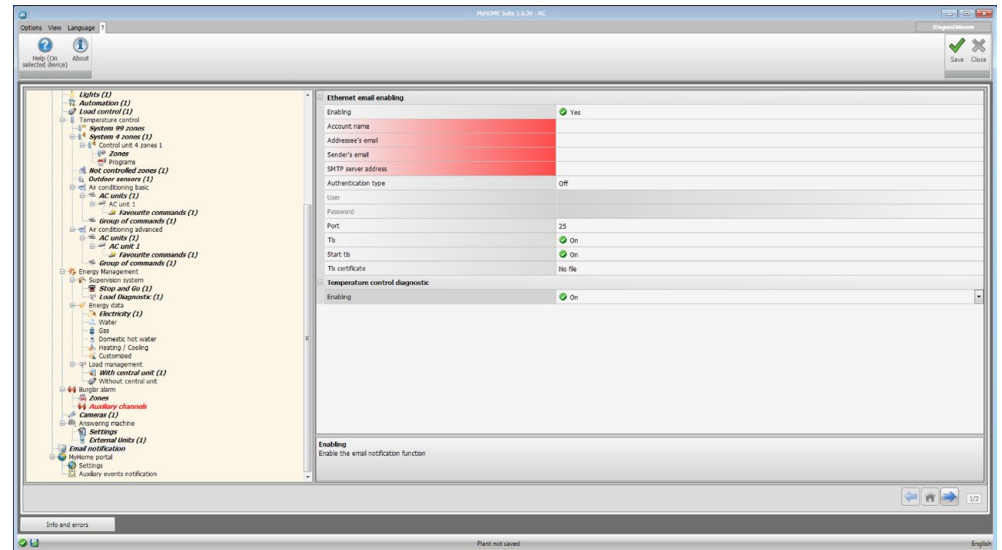 MyHOME Suite 1.0.30 - NC
Options View Language ?
Help (On selected device)
About
Save Close
Lights (1)
Automation (1)
Load control (1)
Temperature control
System 99 zones
System 4 zones (1)
Control unit 4 zones 1
Zones
Programs
Not controlled zones (1)
Outdoor sensors (1)
Air conditioning basic
AC units (1)
AC unit 1
Favourite commands (1)
Group of commands (1)
Air conditioning advanced
AC units (1)
AC unit 1
Favourite commands (1)
Group of commands (1)
Energy Management
Supervision system
Stop and Go (1)
Load Diagnostic (1)
Energy data
Electricity (1)
Water
Gas
Domestic hot water
Heating / Cooling
Customized
Load management
With central unit (1)
Without central unit
Burglar alarm
Zones
Auxiliary channels
Cameras (1)
Answering machine
Settings
External Units (1)
Email notification
MyHome portal
Settings
Auxiliary events notification
Ethernet email enabling
Enabling Yes
Account name
Addressee's email
Sender's email
SMTP server address
Authentication type Off
User
Password
Port 25
Tls On
Start tls On
Tls certificate No file
Temperature control diagnostic
Enabling On
Enabling
Enable the email notification function
1/2
Info and errors
Plant not saved
English